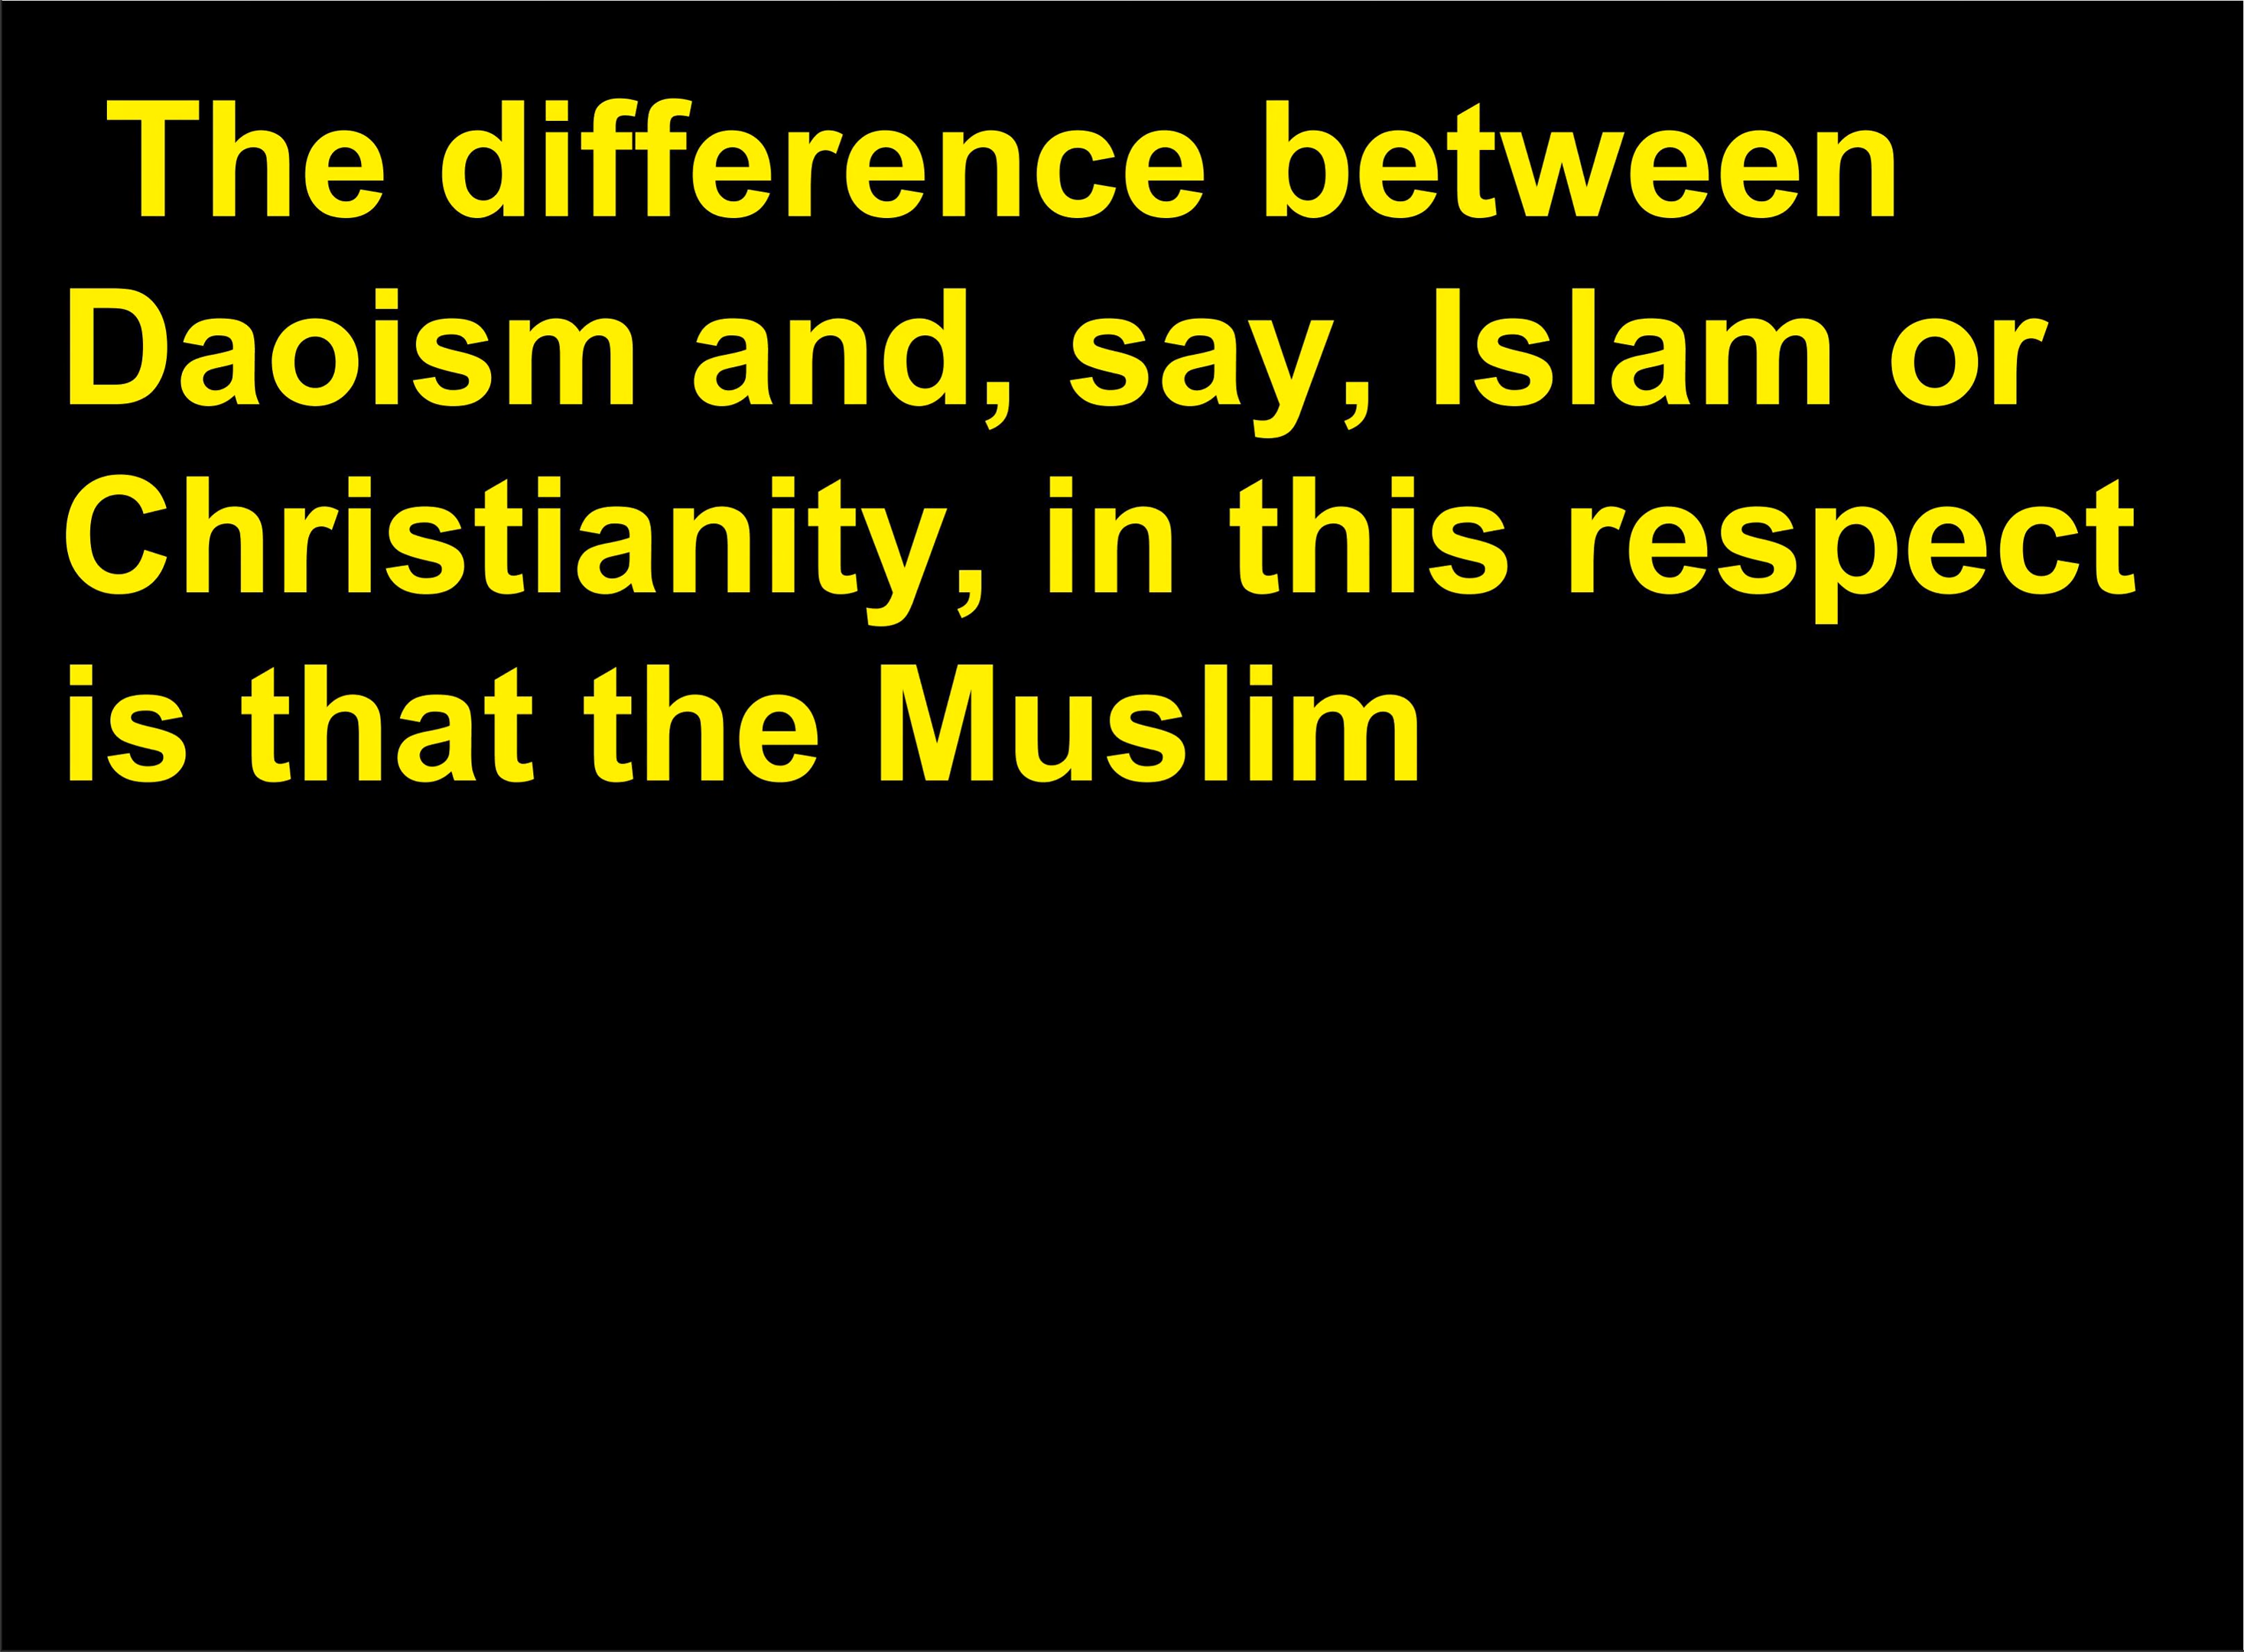 The difference between
Daoism and, say, Islam or
Christianity, in this respect
is that the Muslim